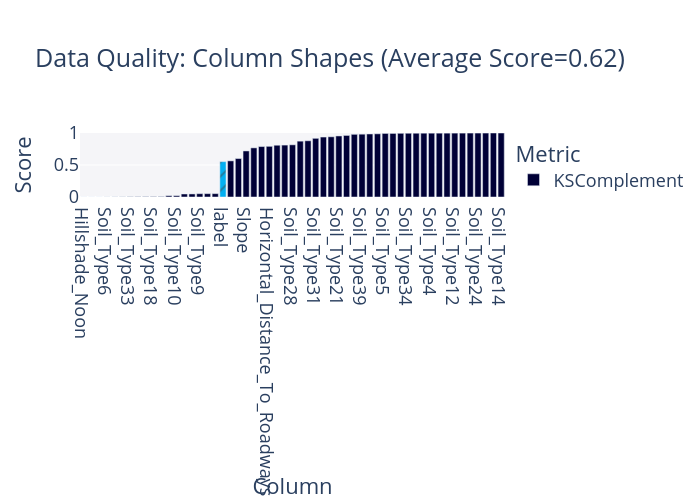 Data Quality: Column Shapes (Average Score=0.62)
Score
1
0.5
0
Hillshade_Noon
Soil_Type6
Soil_Type33
Soil_Type18
Soil_Type10
Soil_Type9
label
Slope
Horizontal_Distance_To_Roadways
Soil_Type28
Soil_Type31
Soil_Type21
Soil_Type39
Soil_Type5
Soil_Type34
Soil_Type4
Soil_Type12
Soil_Type24
Soil_Type14
Column
Metric
KSComplement